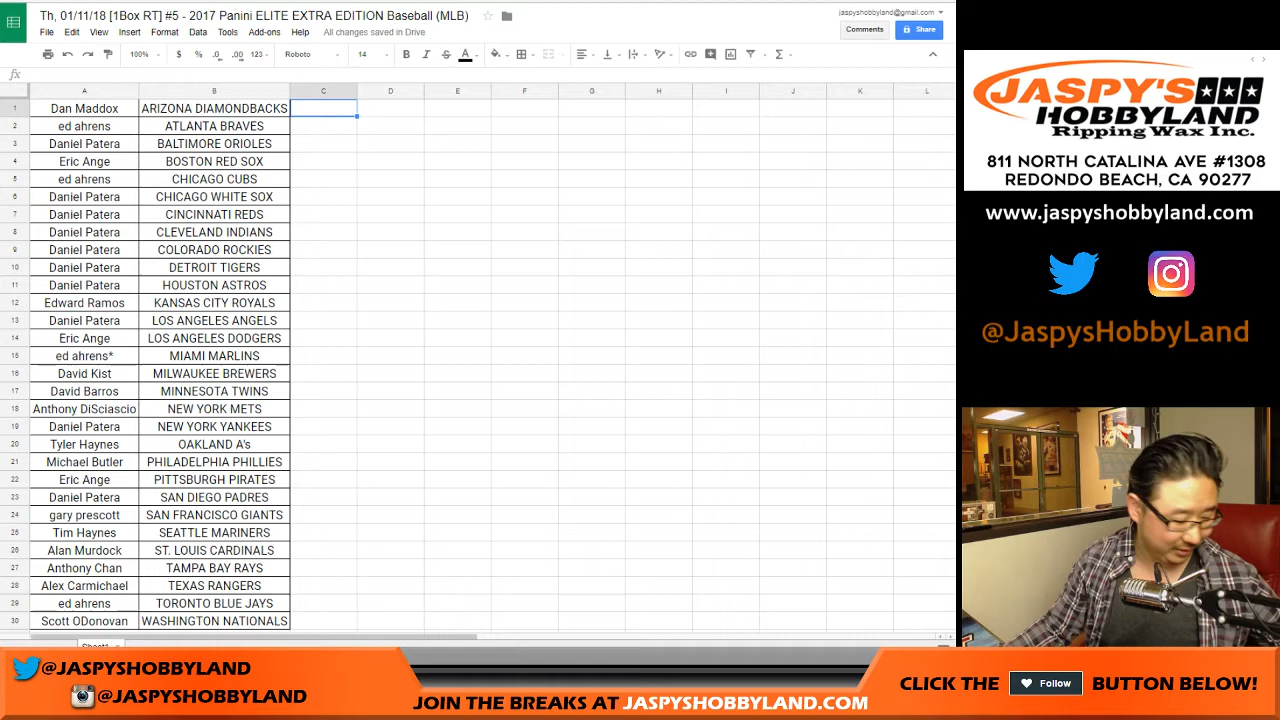 Th, 01/11/18 [1Box RT] #5 - 2017 Panini ELITE EXTRA EDITION Baseball (MLB)
jaspyshobbyland@gmail.com
File Edit View Insert Format Data Tools Add-ons Help All changes saved in Drive
Comments
Share
100% $ % .0 .00 123 Roboto 14 B I S A
fx
A B C D E F G H I J K L
1 Dan Maddox ARIZONA DIAMONDBACKS
2 ed ahrens ATLANTA BRAVES
3 Daniel Patera BALTIMORE ORIOLES
4 Eric Ange BOSTON RED SOX
5 ed ahrens CHICAGO CUBS
6 Daniel Patera CHICAGO WHITE SOX
7 Daniel Patera CINCINNATI REDS
8 Daniel Patera CLEVELAND INDIANS
9 Daniel Patera COLORADO ROCKIES
10 Daniel Patera DETROIT TIGERS
11 Daniel Patera HOUSTON ASTROS
12 Edward Ramos KANSAS CITY ROYALS
13 Daniel Patera LOS ANGELES ANGELS
14 Eric Ange LOS ANGELES DODGERS
15 ed ahrens* MIAMI MARLINS
16 David Kist MILWAUKEE BREWERS
17 David Barros MINNESOTA TWINS
18 Anthony DiSciascio NEW YORK METS
19 Daniel Patera NEW YORK YANKEES
20 Tyler Haynes OAKLAND A's
21 Michael Butler PHILADELPHIA PHILLIES
22 Eric Ange PITTSBURGH PIRATES
23 Daniel Patera SAN DIEGO PADRES
24 gary prescott SAN FRANCISCO GIANTS
25 Tim Haynes SEATTLE MARINERS
26 Alan Murdock ST. LOUIS CARDINALS
27 Anthony Chan TAMPA BAY RAYS
28 Alex Carmichael TEXAS RANGERS
29 ed ahrens TORONTO BLUE JAYS
30 Scott ODonovan WASHINGTON NATIONALS
Sheet1
JASPY'S
HOBBYLAND
Ripping Wax Inc.
811 NORTH CATALINA AVE #1308
REDONDO BEACH, CA 90277
www.jaspyshobbyland.com
@JaspysHobbyLand
@JASPYSHOBBYLAND
@JASPYSHOBBYLAND
JOIN THE BREAKS AT JASPYSHOBBYLAND.COM
CLICK THE Follow BUTTON BELOW!